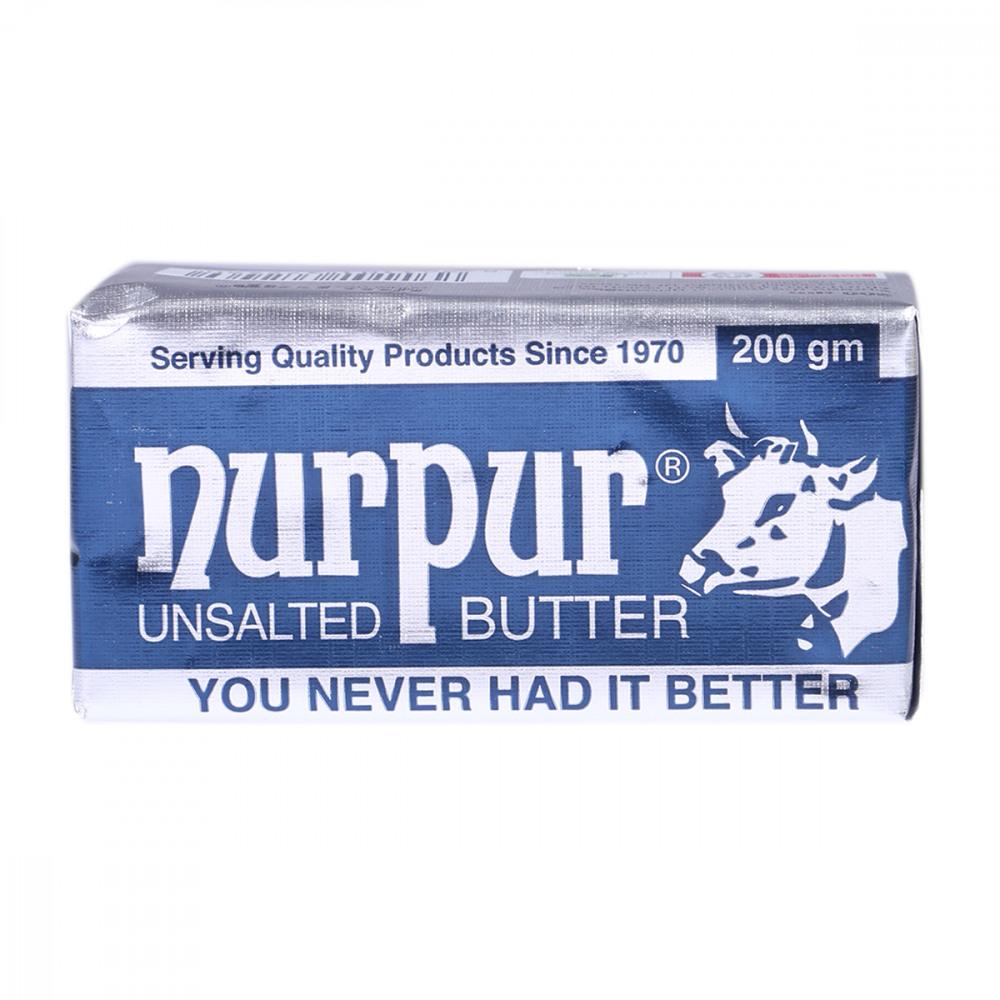 Serving Quality Products Since 1970
200 gm
nurpur®
UNSALTED BUTTER
YOU NEVER HAD IT BETTER